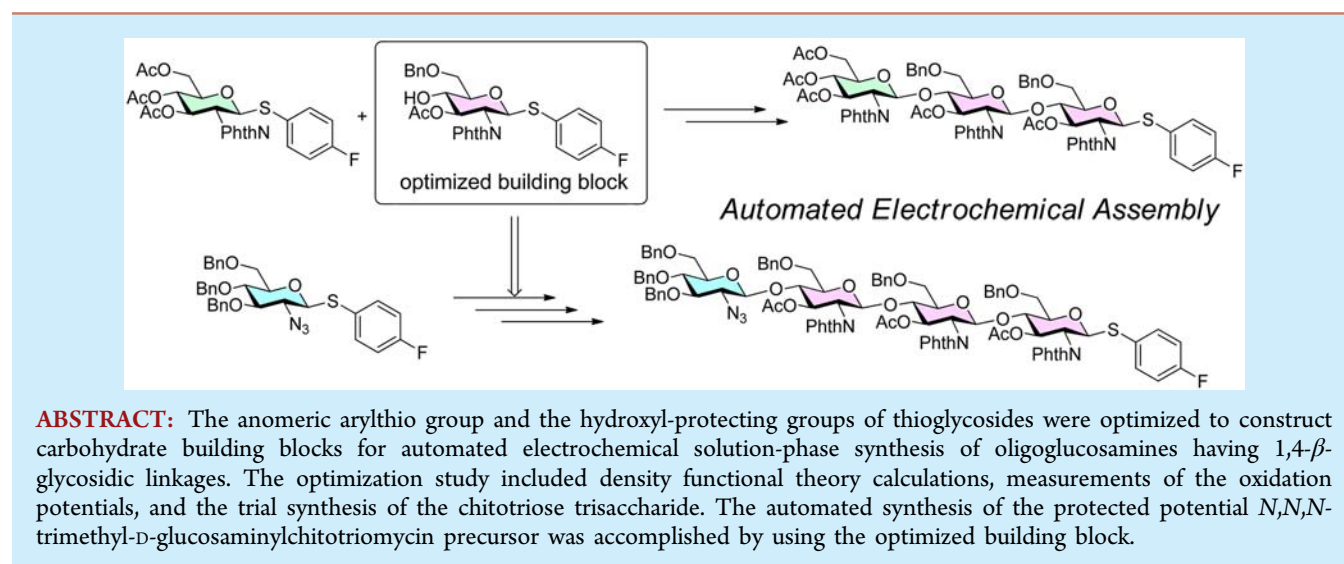 AcO
AcO
AcO
O
S
PhthN
F
+
BnO
HO
AcO
O
S
PhthN
F
optimized building block
AcO
AcO
AcO
O
PhthN
BnO
O
AcO
O
PhthN
BnO
O
AcO
O
S
PhthN
F
Automated Electrochemical Assembly
BnO
BnO
BnO
O
S
N3
F
BnO
BnO
BnO
O
N3
BnO
O
AcO
O
PhthN
BnO
O
AcO
O
PhthN
BnO
O
AcO
O
S
PhthN
F
ABSTRACT: The anomeric arylthio group and the hydroxyl-protecting groups of thioglycosides were optimized to construct
carbohydrate building blocks for automated electrochemical solution-phase synthesis of oligoglucosamines having 1,4-β-
glycosidic linkages. The optimization study included density functional theory calculations, measurements of the oxidation
potentials, and the trial synthesis of the chitotriose trisaccharide. The automated synthesis of the protected potential N,N,N-
trimethyl-D-glucosaminylchitotriomycin precursor was accomplished by using the optimized building block.